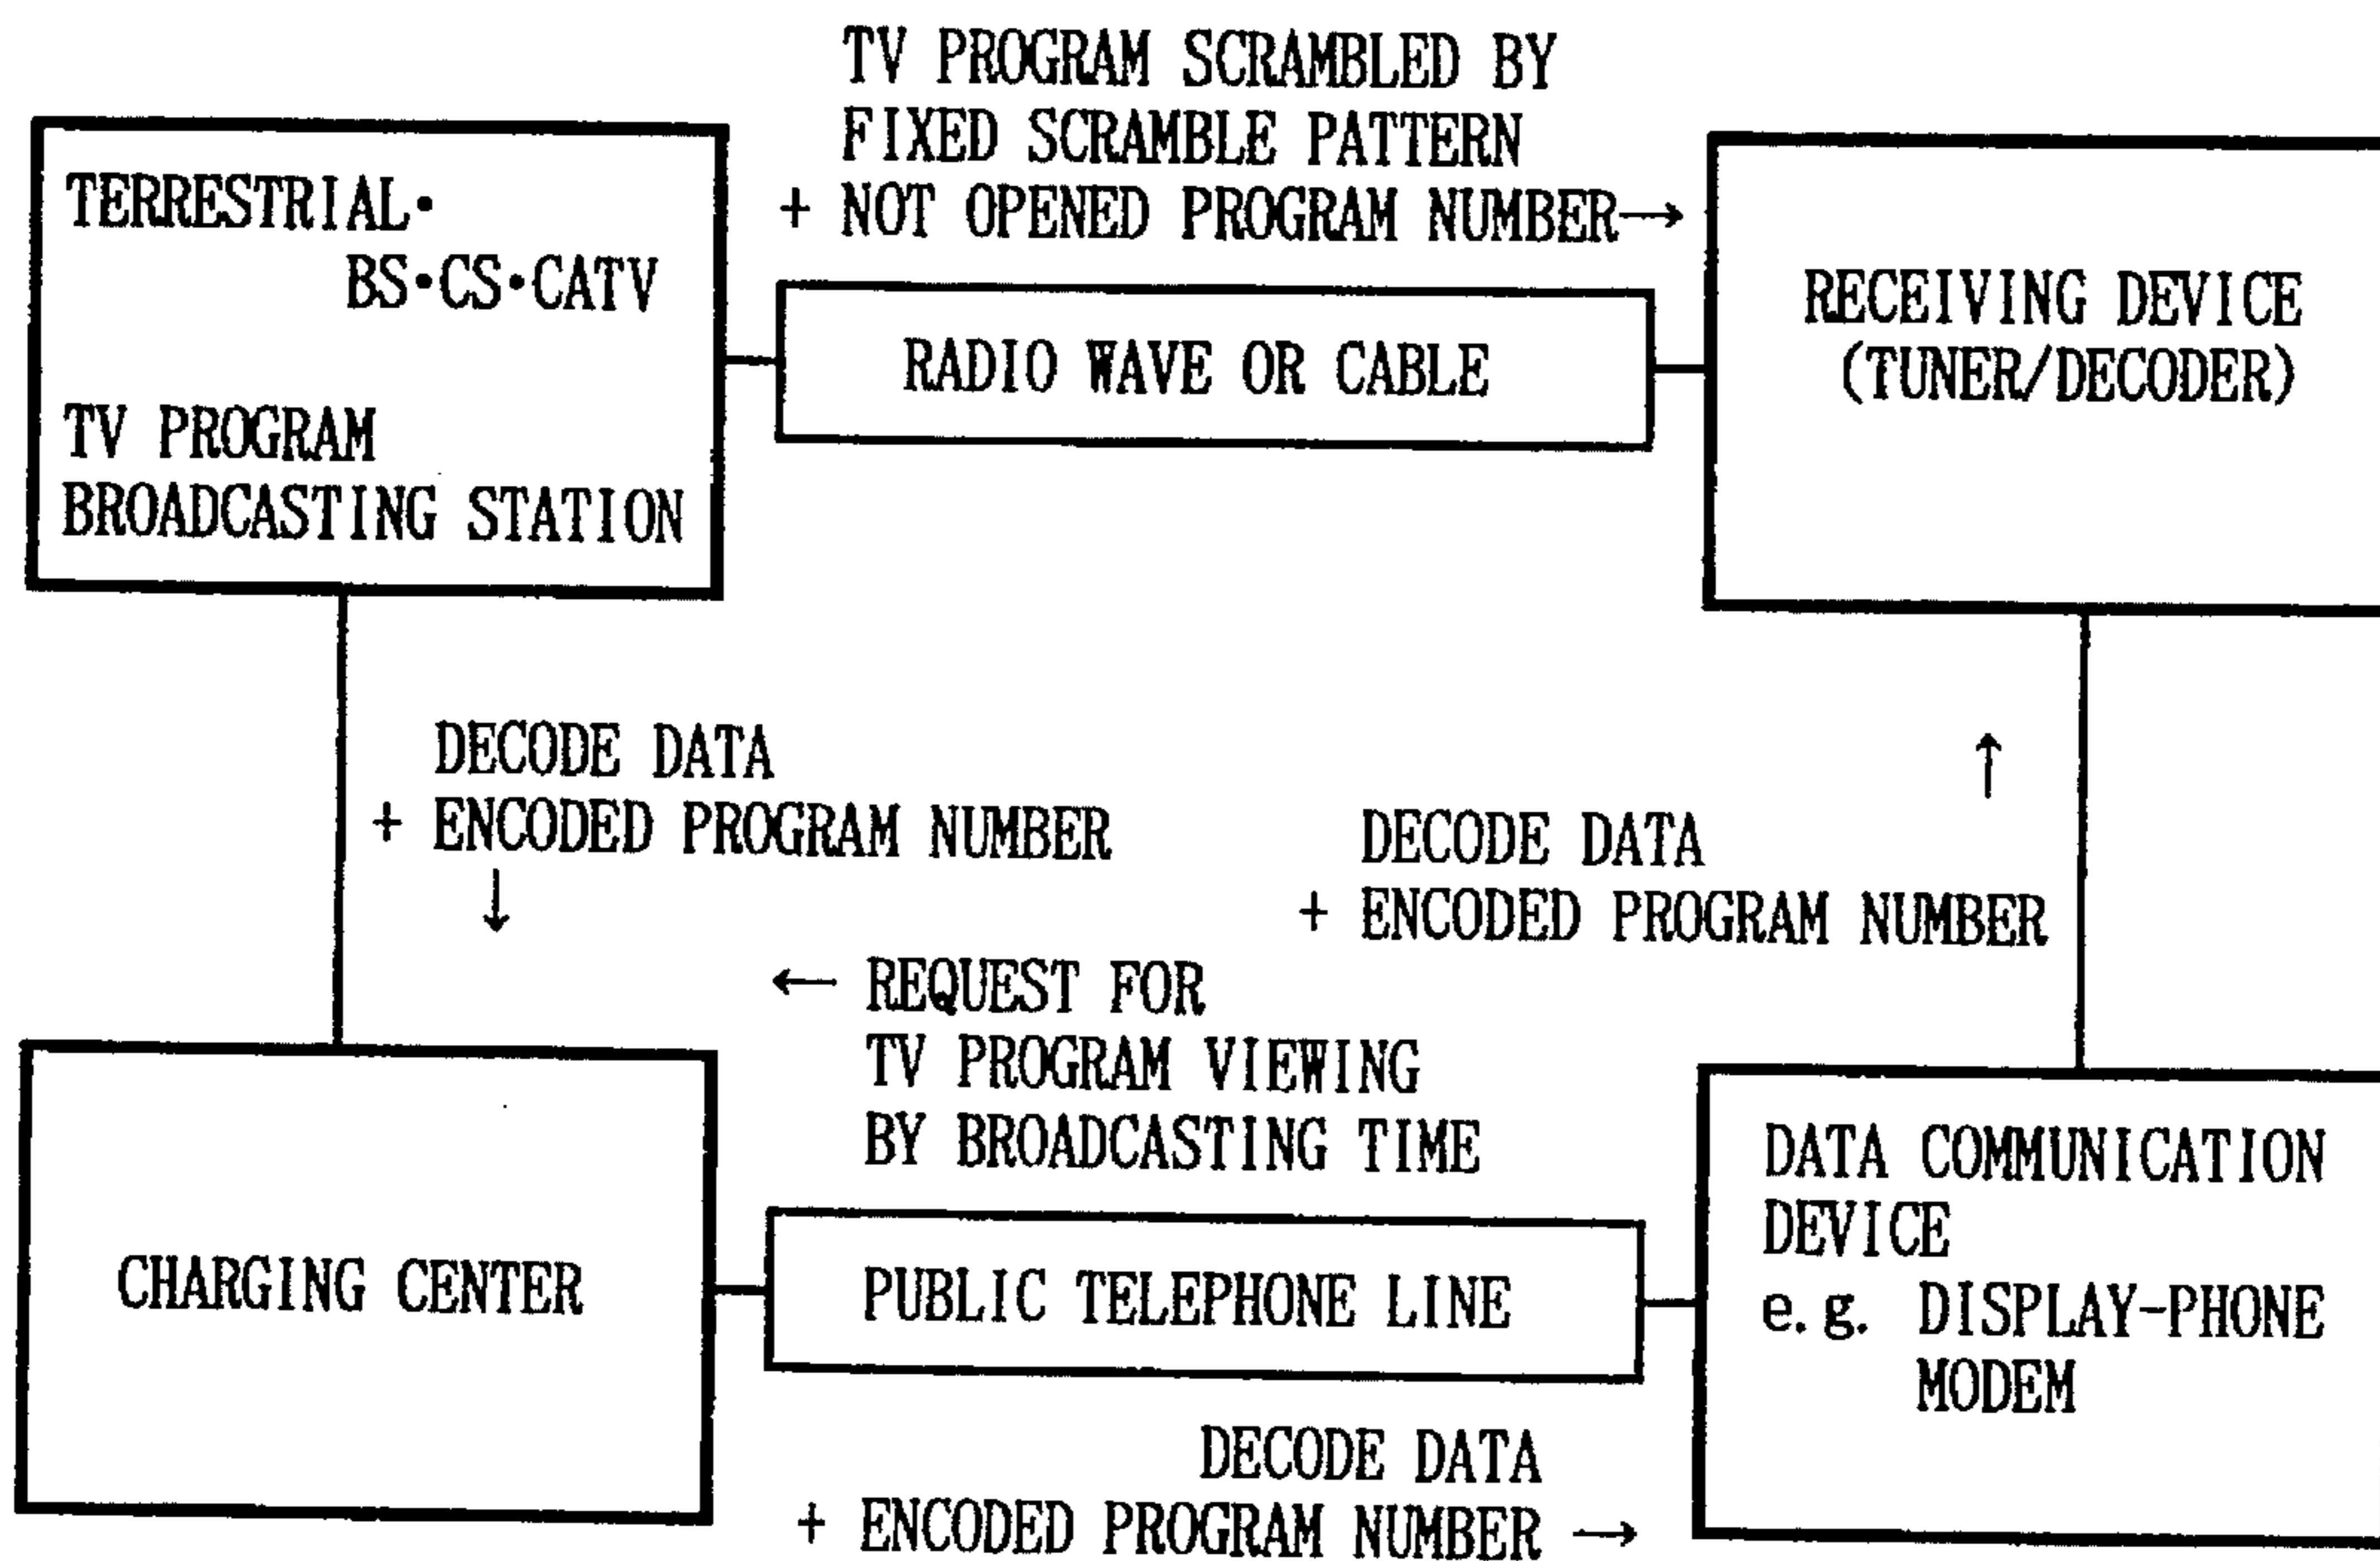 TV PROGRAM SCRAMBLED BY
FIXED SCRAMBLE PATTERN
+ NOT OPENED PROGRAM NUMBER→
TERRESTRIAL・
BS・CS・CATV
TV PROGRAM
BROADCASTING STATION
RADIO WAVE OR CABLE
RECEIVING DEVICE
(TUNER/DECODER)
DECODE DATA
+ ENCODED PROGRAM NUMBER
↓
↑
DECODE DATA
+ ENCODED PROGRAM NUMBER
← REQUEST FOR
TV PROGRAM VIEWING
BY BROADCASTING TIME
CHARGING CENTER
PUBLIC TELEPHONE LINE
DATA COMMUNICATION
DEVICE
e.g. DISPLAY-PHONE
MODEM
DECODE DATA
+ ENCODED PROGRAM NUMBER →